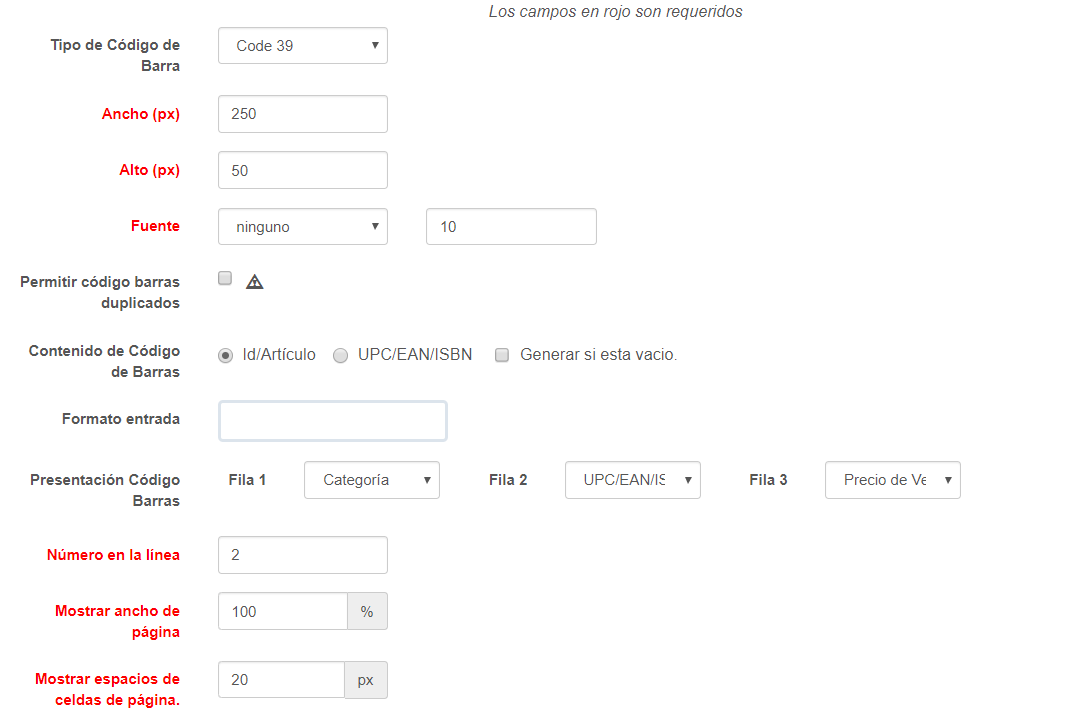 Los campos en rojo son requeridos
Tipo de Código de
Barra
Code 39
Ancho (px)
250
Alto (px)
50
Fuente
ninguno
10
Permitir código barras
duplicados
Contenido de Código
de Barras
Id/Artículo
UPC/EAN/ISBN
Generar si esta vacio.
Formato entrada
Presentación Código
Barras
Fila 1
Categoría
Fila 2
UPC/EAN/IS
Fila 3
Precio de Ve
Número en la línea
2
Mostrar ancho de
página
100
%
Mostrar espacios de
celdas de página.
20
px